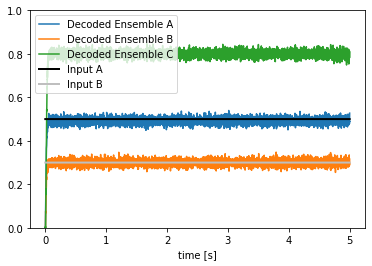 1.0
0.8
0.6
0.4
0.2
0.0
Decoded Ensemble A
Decoded Ensemble B
Decoded Ensemble C
Input A
Input B
0 1 2 3 4 5
time [s]